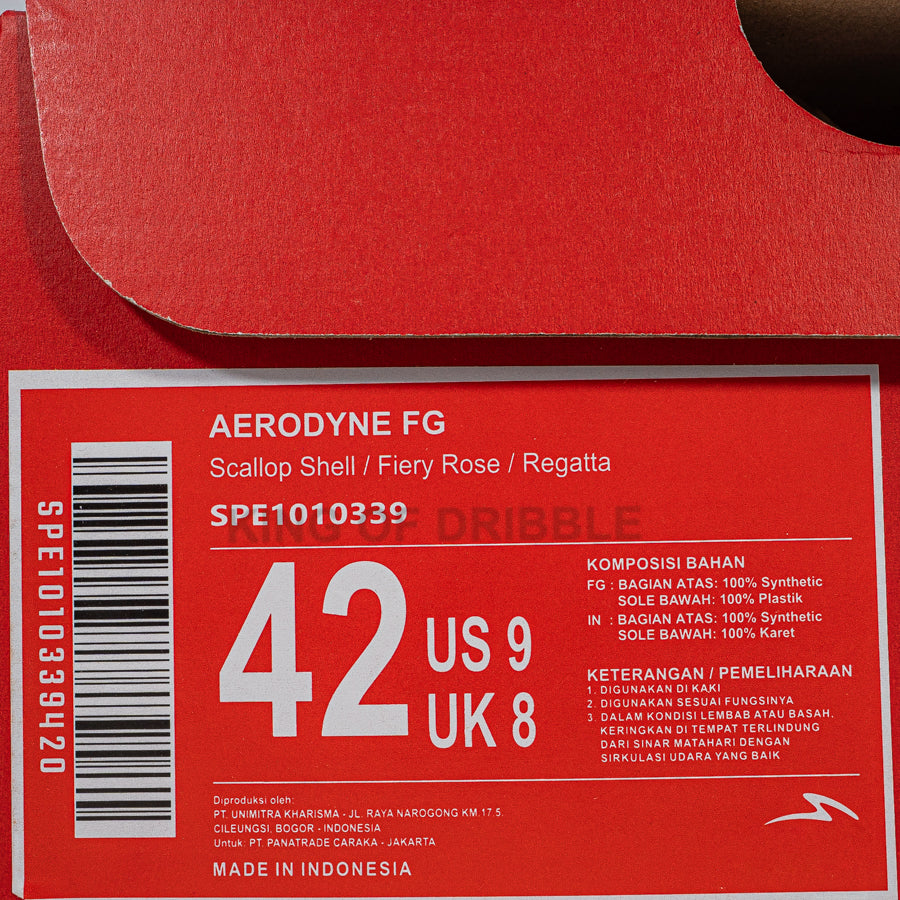 AERODYNE FG
Scallop Shell / Fiery Rose / Regatta
SPE1010339
KING OF DRIBBLE
SPE1010339420
42
US 9
UK 8
KOMPOSISI BAHAN
FG : BAGIAN ATAS: 100% Synthetic
SOLE BAWAH: 100% Plastik
IN : BAGIAN ATAS: 100% Synthetic
SOLE BAWAH: 100% Karet
KETERANGAN / PEMELIHARAAN
1. DIGUNAKAN DI KAKI
2. DIGUNAKAN SESUAI FUNGSINYA
3. DALAM KONDISI LEMBAB ATAU BASAH,
KERINGKAN DI TEMPAT TERLINDUNG
DARI SINAR MATAHARI DENGAN
SIRKULASI UDARA YANG BAIK
Diproduksi oleh:
PT. UNIMITRA KHARISMA - JL. RAYA NAROGONG KM.17.5.
CILEUNGSI, BOGOR - INDONESIA
Untuk: PT. PANATRADE CARAKA - JAKARTA
MADE IN INDONESIA